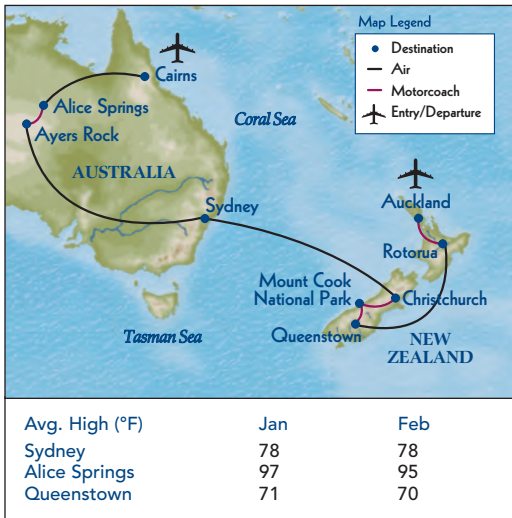 Map Legend
Destination
Air
Motorcoach
Entry/Departure
Cairns
Alice Springs
Ayers Rock
Coral Sea
AUSTRALIA
Sydney
Auckland
Rotorua
Mount Cook
National Park
Christchurch
Queenstown
Tasman Sea
NEW
ZEALAND
Avg. High (°F) Jan Feb
Sydney 78 78
Alice Springs 97 95
Queenstown 71 70